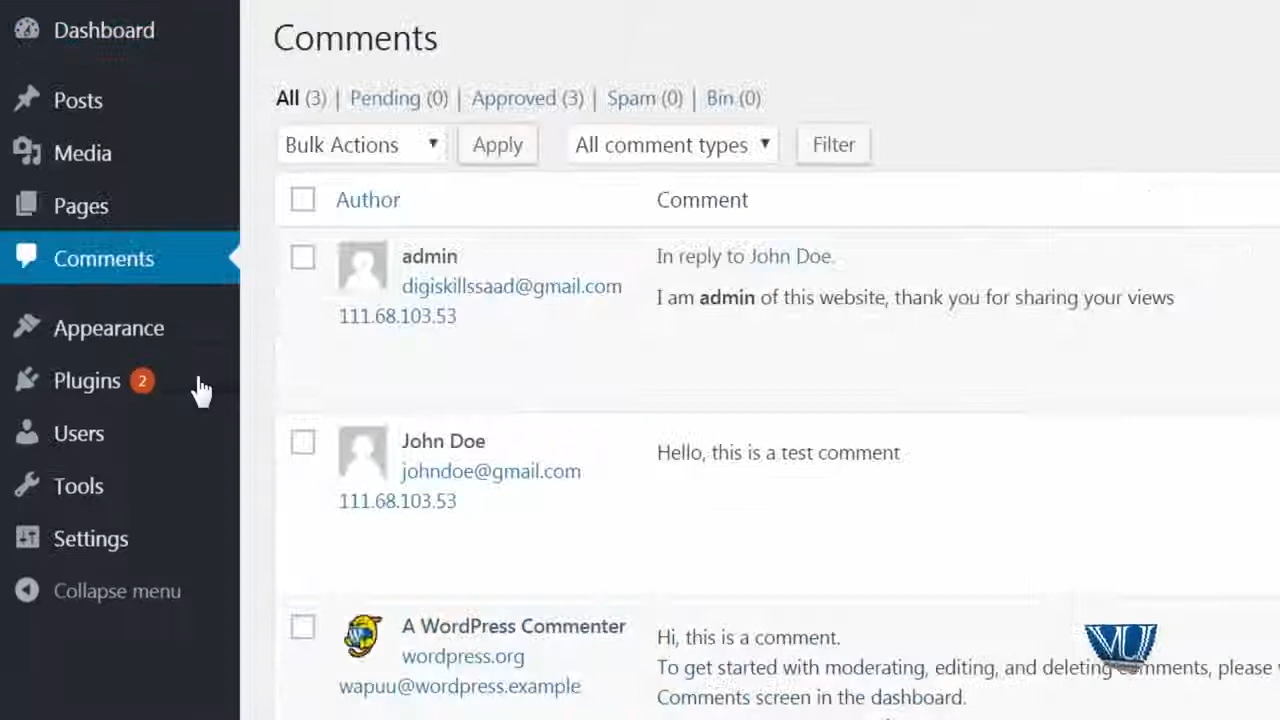 Dashboard
Posts
Media
Pages
Comments
Appearance
Plugins 2
Users
Tools
Settings
Collapse menu
Comments
All (3) | Pending (0) | Approved (3) | Spam (0) | Bin (0)
Bulk Actions Apply All comment types Filter
Author Comment
admin
digiskillssaad@gmail.com
111.68.103.53
In reply to John Doe.
I am admin of this website, thank you for sharing your views
John Doe
johndoe@gmail.com
111.68.103.53
Hello, this is a test comment
A WordPress Commenter
wordpress.org
wapuu@wordpress.example
Hi, this is a comment.
To get started with moderating, editing, and deleting comments, please
Comments screen in the dashboard.
VU